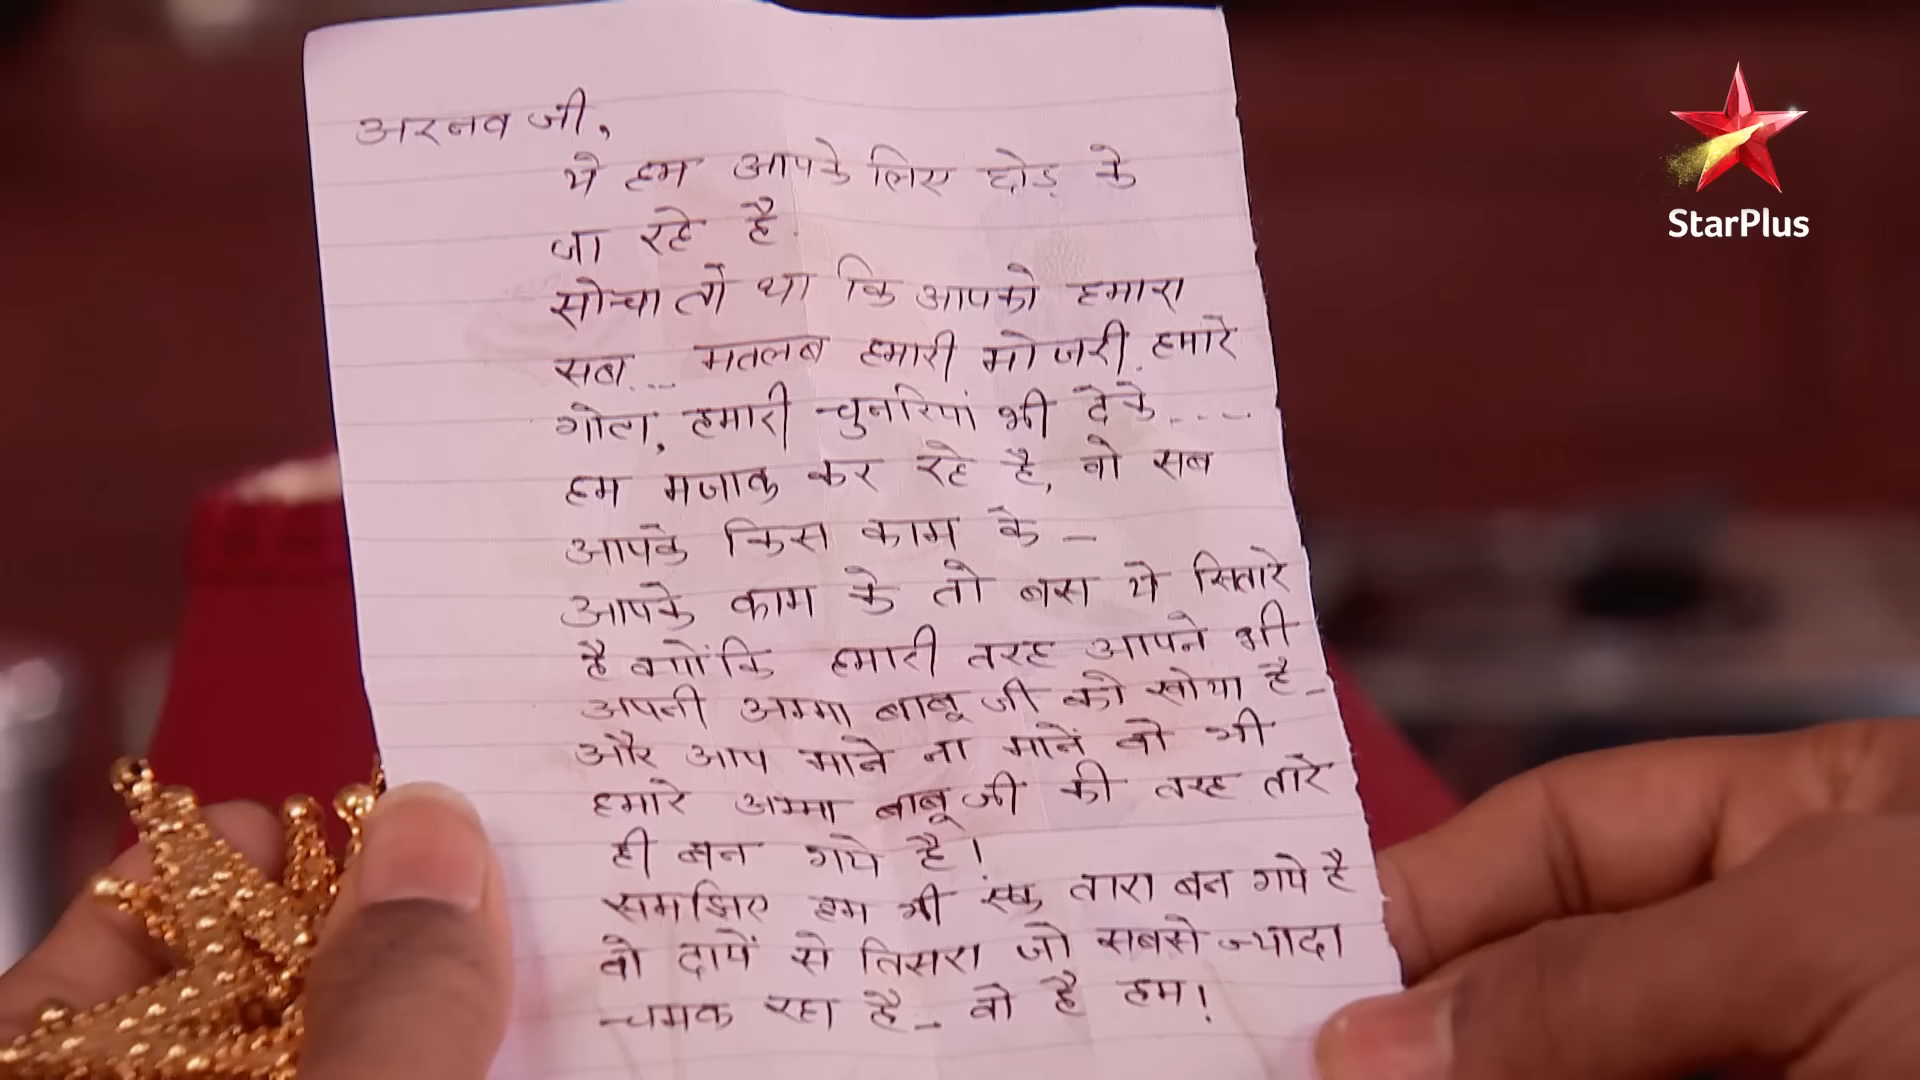 अरनव जी,
ये हम आपके लिए छोड़ के
जा रहे है
सोचा तो था कि आपको हमारा
सब... मतलब हमारी मोजरी, हमारे
गोटा, हमारी चुनरियां भी देके....
हम मजाक कर रहे है, वो सब
आपके किस काम के -
आपके काम के तो बस ये सितारे
है क्योंकि हमारी तरह आपने भी
अपनी अम्मा बाबू जी को खोया है -
और आप माने ना मानें वो भी
हमारे अम्मा बाबू जी की तरह तारे
ही बन गये है!
समझिए हम भी एक तारा बन गये है
वो दायें से तिसरा जो सबसे ज्यादा
चमक रहा है - वो है हम!
StarPlus